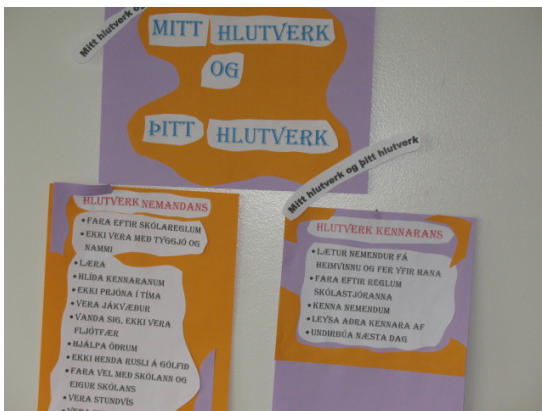 Mitt hlutverk og
MITT HLUTVERK
OG
ÞITT HLUTVERK
Mitt hlutverk og þitt hlutverk
HLUTVERK NEMANDANS
• FARA EFTIR SKÓLAREGLUM
• EKKI VERA MEÐ TYGGJÓ OG
NAMMI
• LÆRA
• HLÍÐA KENNARANUM
• EKKI PRJÓNA Í TÍMA
• VERA JÁKVÆÐUR
• VANDA SIG, EKKI VERA
FLJÓTFÆR
• HJÁLPA ÖÐRUM
• EKKI HENDA RUSLI Á GÓLFIÐ
• FARA VEL MEÐ SKÓLANN OG
EIGUR SKÓLANS
• VERA STUNDVÍS
HLUTVERK KENNARANS
• LÆTUR NEMENDUR FÁ
HEIMVINNU OG FER YFIR HANA
• FARA EFTIR REGLUM
SKÓLASTJÓRANNA
• KENNA NEMENDUM
• LEYSA AÐRA KENNARA AF
• UNDIRBÚA NÆSTA DAG